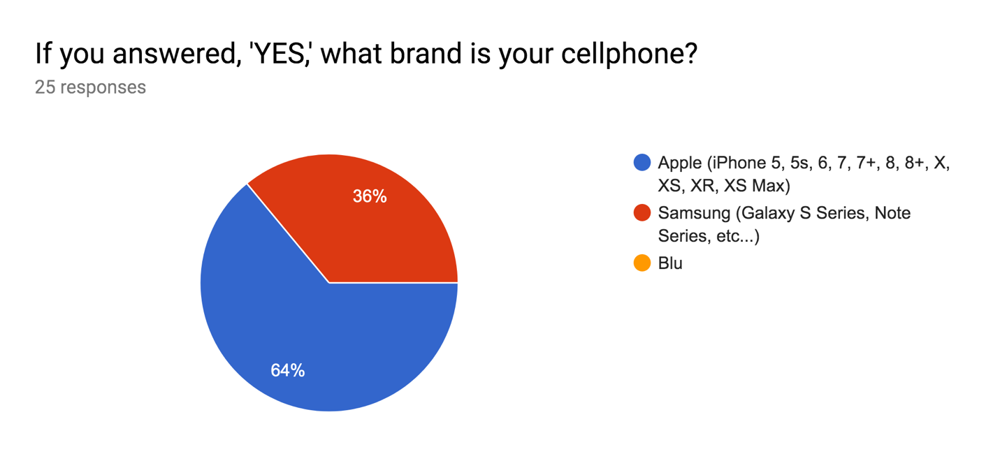 If you answered, 'YES,' what brand is your cellphone?
25 responses
36%
64%
Apple (iPhone 5, 5s, 6, 7, 7+, 8, 8+, X,
XS, XR, XS Max)
Samsung (Galaxy S Series, Note
Series, etc...)
Blu